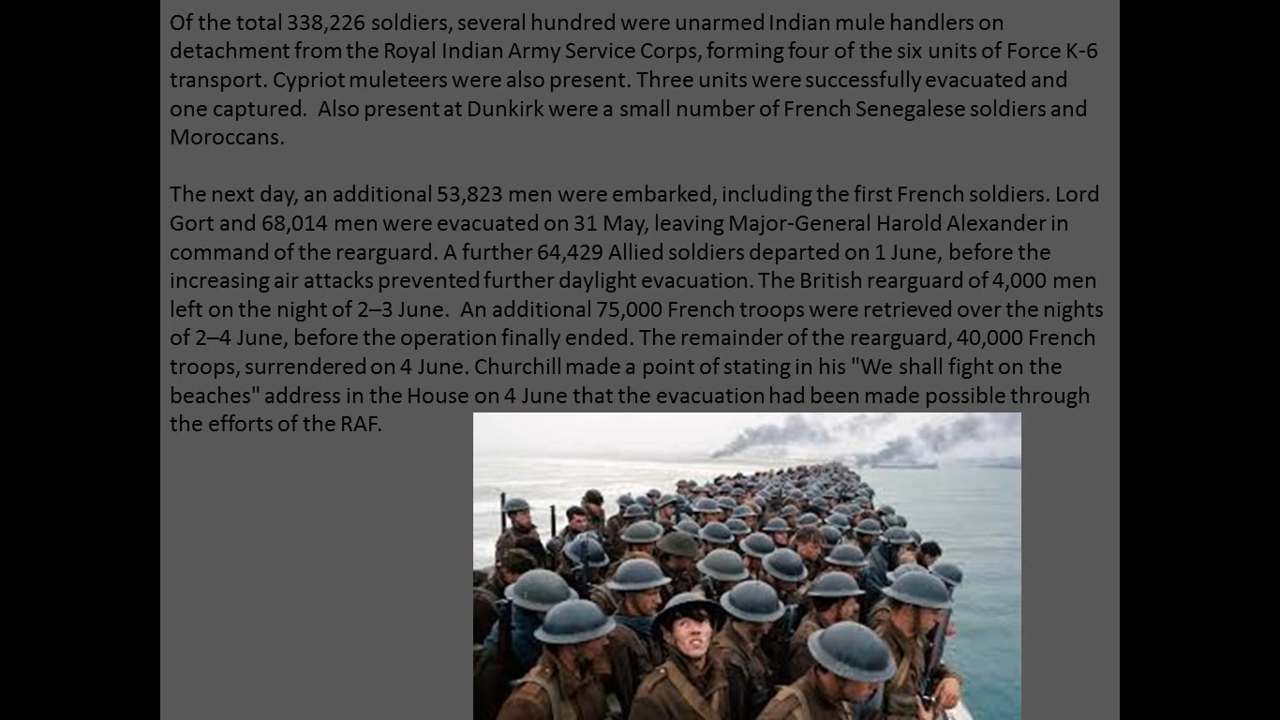 Of the total 338,226 soldiers, several hundred were unarmed Indian mule handlers on
detachment from the Royal Indian Army Service Corps, forming four of the six units of Force K-6
transport. Cypriot muleteers were also present. Three units were successfully evacuated and
one captured.  Also present at Dunkirk were a small number of French Senegalese soldiers and
Moroccans.
The next day, an additional 53,823 men were embarked, including the first French soldiers. Lord
Gort and 68,014 men were evacuated on 31 May, leaving Major-General Harold Alexander in
command of the rearguard. A further 64,429 Allied soldiers departed on 1 June, before the
increasing air attacks prevented further daylight evacuation. The British rearguard of 4,000 men
left on the night of 2–3 June.  An additional 75,000 French troops were retrieved over the nights
of 2–4 June, before the operation finally ended. The remainder of the rearguard, 40,000 French
troops, surrendered on 4 June. Churchill made a point of stating in his "We shall fight on the
beaches" address in the House on 4 June that the evacuation had been made possible through
the efforts of the RAF.